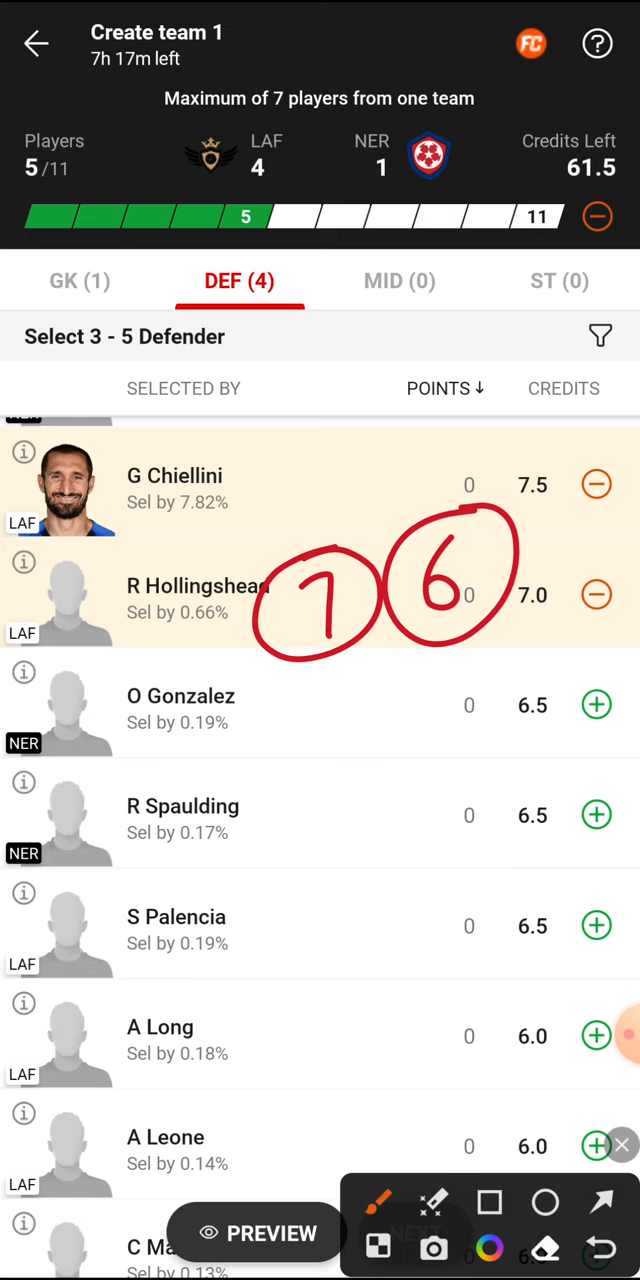 Create team 1
7h 17m left
FC
?
Maximum of 7 players from one team
Players
5/11
LAF
4
NER
1
Credits Left
61.5
5
11
GK (1)
DEF (4)
MID (0)
ST (0)
Select 3 - 5 Defender
SELECTED BY
POINTS↓
CREDITS
G Chiellini
Sel by 7.82%
LAF
0
7.5
R Hollingshead
Sel by 0.66%
LAF
7
6
0
7.0
O Gonzalez
Sel by 0.19%
NER
0
6.5
R Spaulding
Sel by 0.17%
NER
0
6.5
S Palencia
Sel by 0.19%
LAF
0
6.5
A Long
Sel by 0.18%
LAF
0
6.0
A Leone
Sel by 0.14%
LAF
0
6.0
Sel by 0.13%
PREVIEW
NEXT